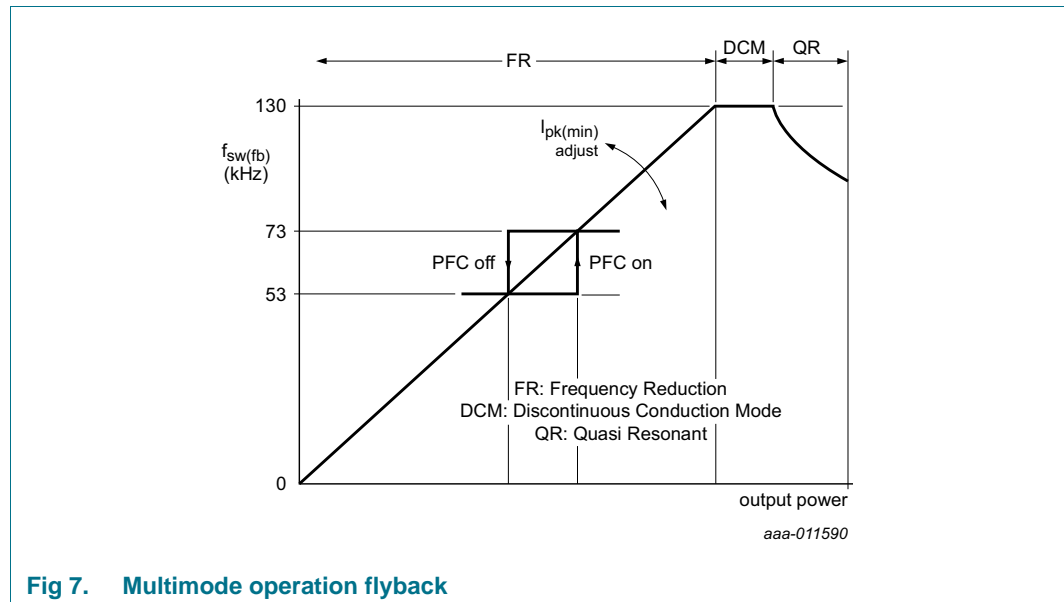 FR
DCM
QR
130
I_pk(min)
adjust
f_sw(fb)
(kHz)
73
PFC off
PFC on
53
FR: Frequency Reduction
DCM: Discontinuous Conduction Mode
QR: Quasi Resonant
0
output power
aaa-011590
Fig 7. Multimode operation flyback